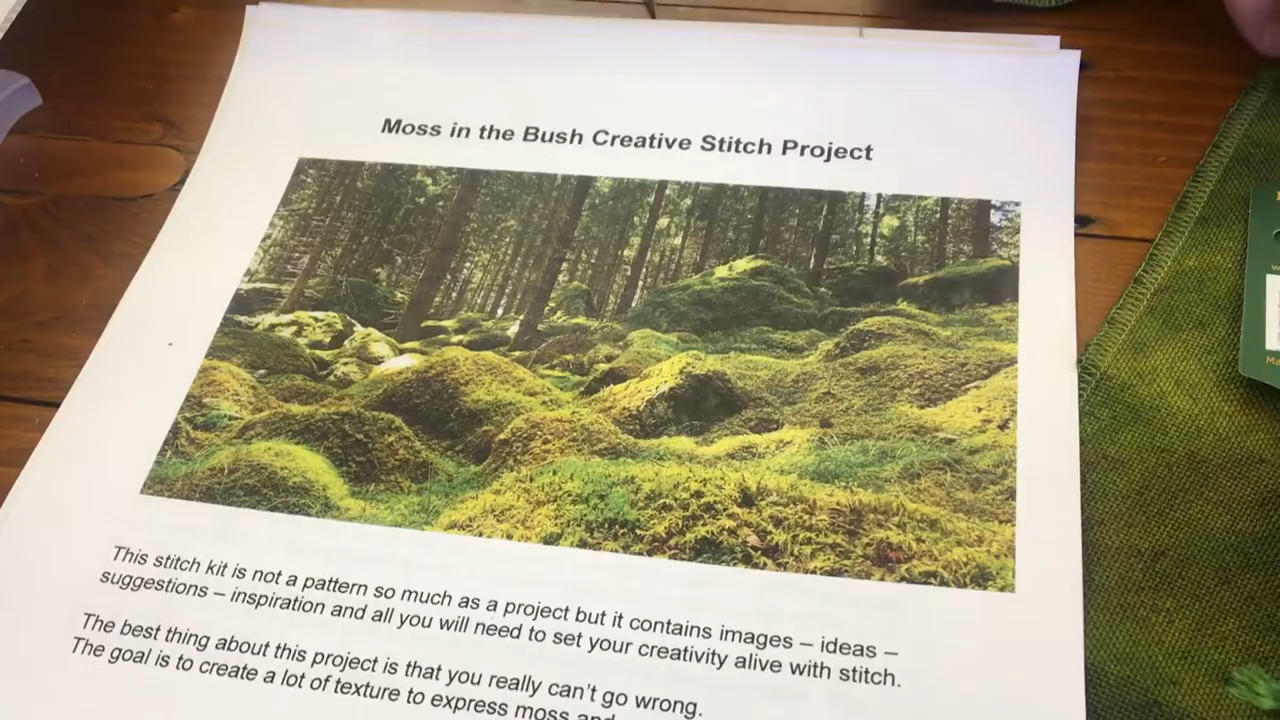 Moss in the Bush Creative Stitch Project
This stitch kit is not a pattern so much as a project but it contains images – ideas –
suggestions – inspiration and all you will need to set your creativity alive with stitch.
The best thing about this project is that you really can't go wrong.
The goal is to create a lot of texture to express moss and